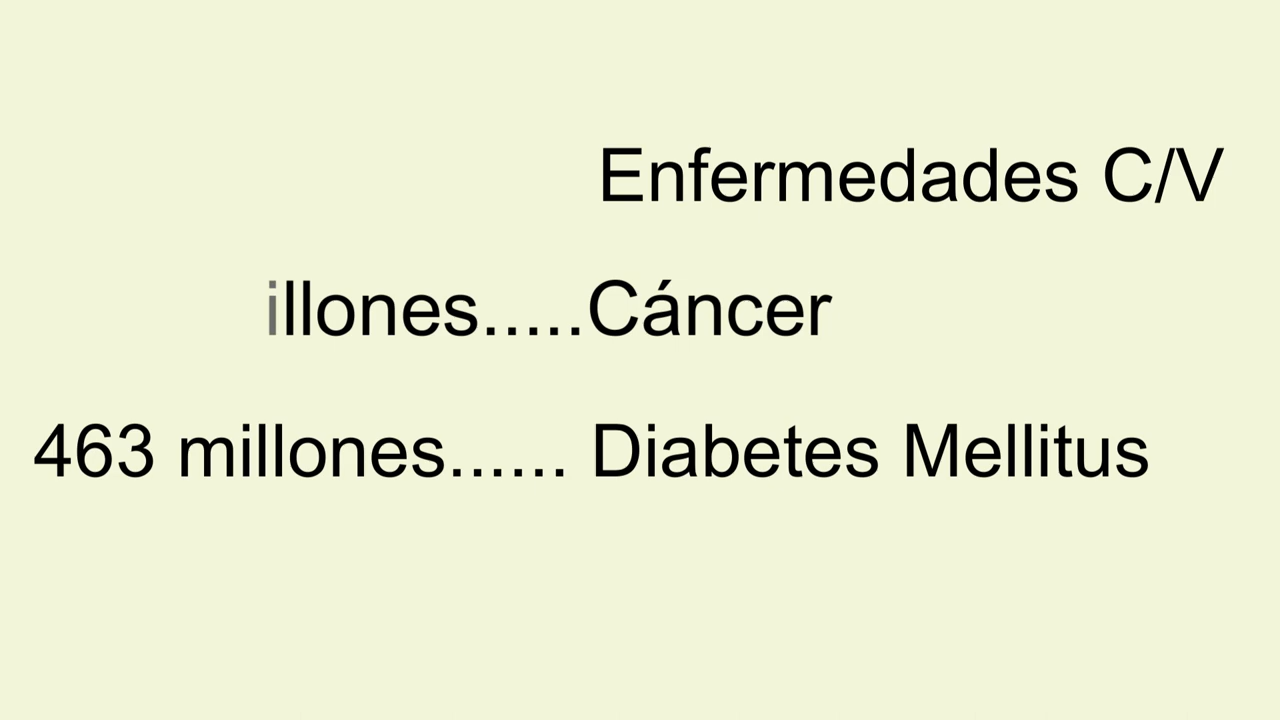 Enfermedades C/V
illones.....Cáncer
463 millones...... Diabetes Mellitus